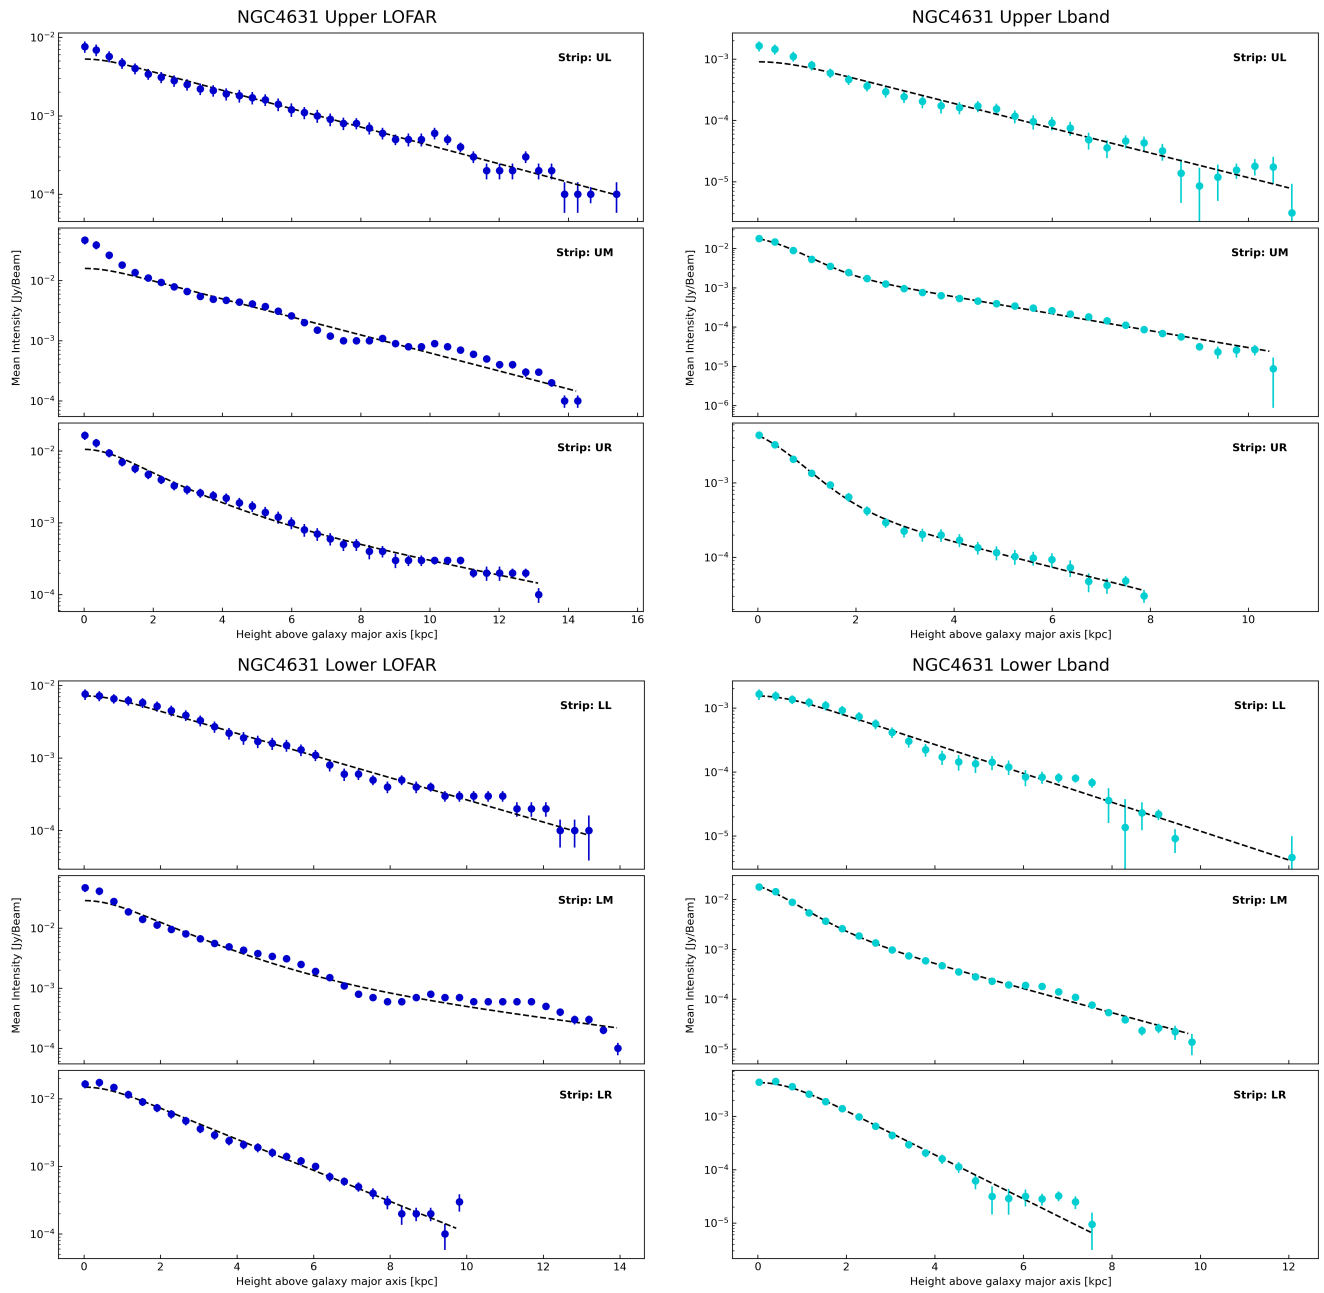 NGC4631 Upper LOFAR
Strip: UL
10⁻²
10⁻³
10⁻⁴
Strip: UM
10⁻²
10⁻³
10⁻⁴
Mean Intensity [Jy/Beam]
Strip: UR
10⁻²
10⁻³
10⁻⁴
0 2 4 6 8 10 12 14 16
Height above galaxy major axis [kpc]
NGC4631 Upper Lband
Strip: UL
10⁻³
10⁻⁴
10⁻⁵
Strip: UM
10⁻²
10⁻³
10⁻⁴
10⁻⁵
10⁻⁶
Mean Intensity [Jy/Beam]
Strip: UR
10⁻³
10⁻⁴
0 2 4 6 8 10
Height above galaxy major axis [kpc]
NGC4631 Lower LOFAR
Strip: LL
10⁻²
10⁻³
10⁻⁴
Strip: LM
10⁻²
10⁻³
10⁻⁴
Mean Intensity [Jy/Beam]
Strip: LR
10⁻²
10⁻³
10⁻⁴
0 2 4 6 8 10 12 14
Height above galaxy major axis [kpc]
NGC4631 Lower Lband
Strip: LL
10⁻³
10⁻⁴
10⁻⁵
Strip: LM
10⁻²
10⁻³
10⁻⁴
10⁻⁵
Mean Intensity [Jy/Beam]
Strip: LR
10⁻³
10⁻⁴
10⁻⁵
0 2 4 6 8 10 12
Height above galaxy major axis [kpc]